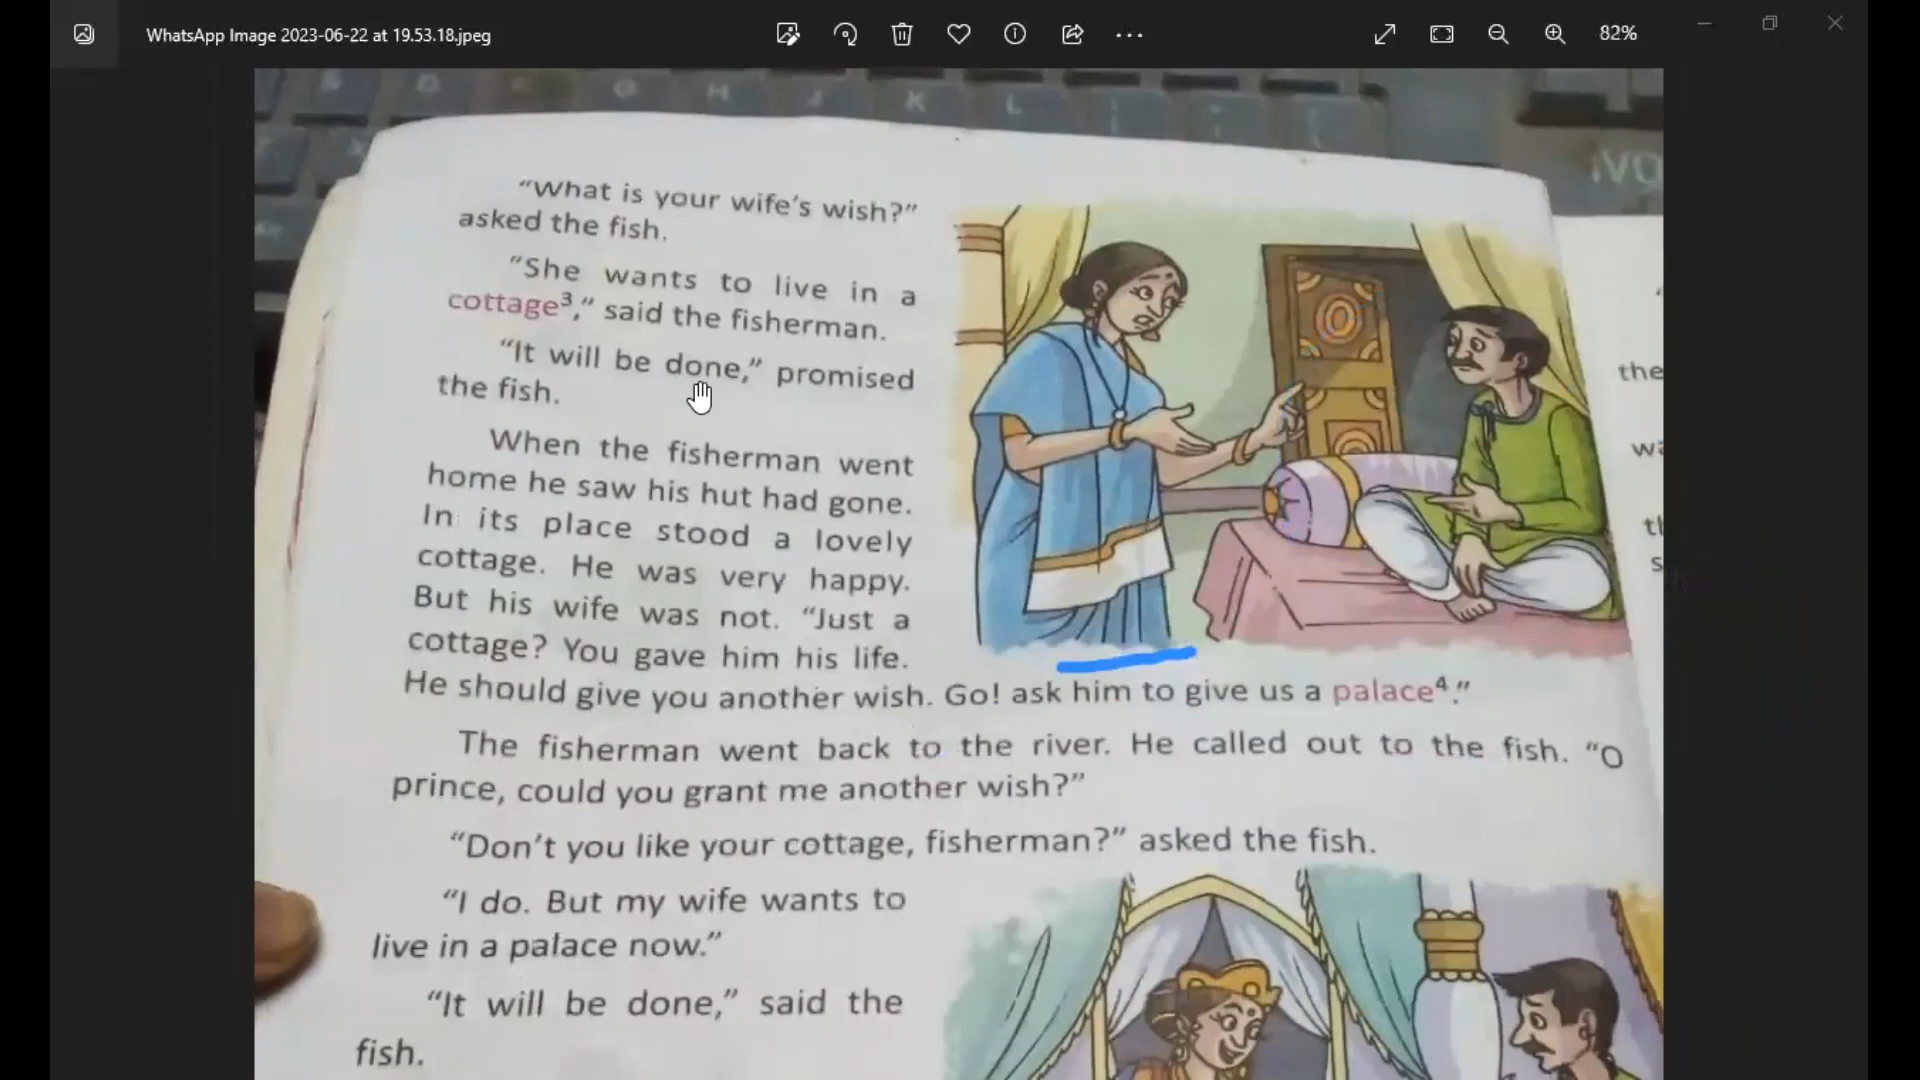 WhatsApp Image 2023-06-22 at 19.53.18.jpeg
82%
"What is your wife's wish?"
asked the fish.
"She wants to live in a
cottage³," said the fisherman.
"It will be done," promised
the fish.
When the fisherman went
home he saw his hut had gone.
In its place stood a lovely
cottage. He was very happy.
But his wife was not. "Just a
cottage? You gave him his life.
He should give you another wish. Go! ask him to give us a palace⁴."
The fisherman went back to the river. He called out to the fish. "O
prince, could you grant me another wish?"
"Don't you like your cottage, fisherman?" asked the fish.
"I do. But my wife wants to
live in a palace now."
"It will be done," said the
fish.
the